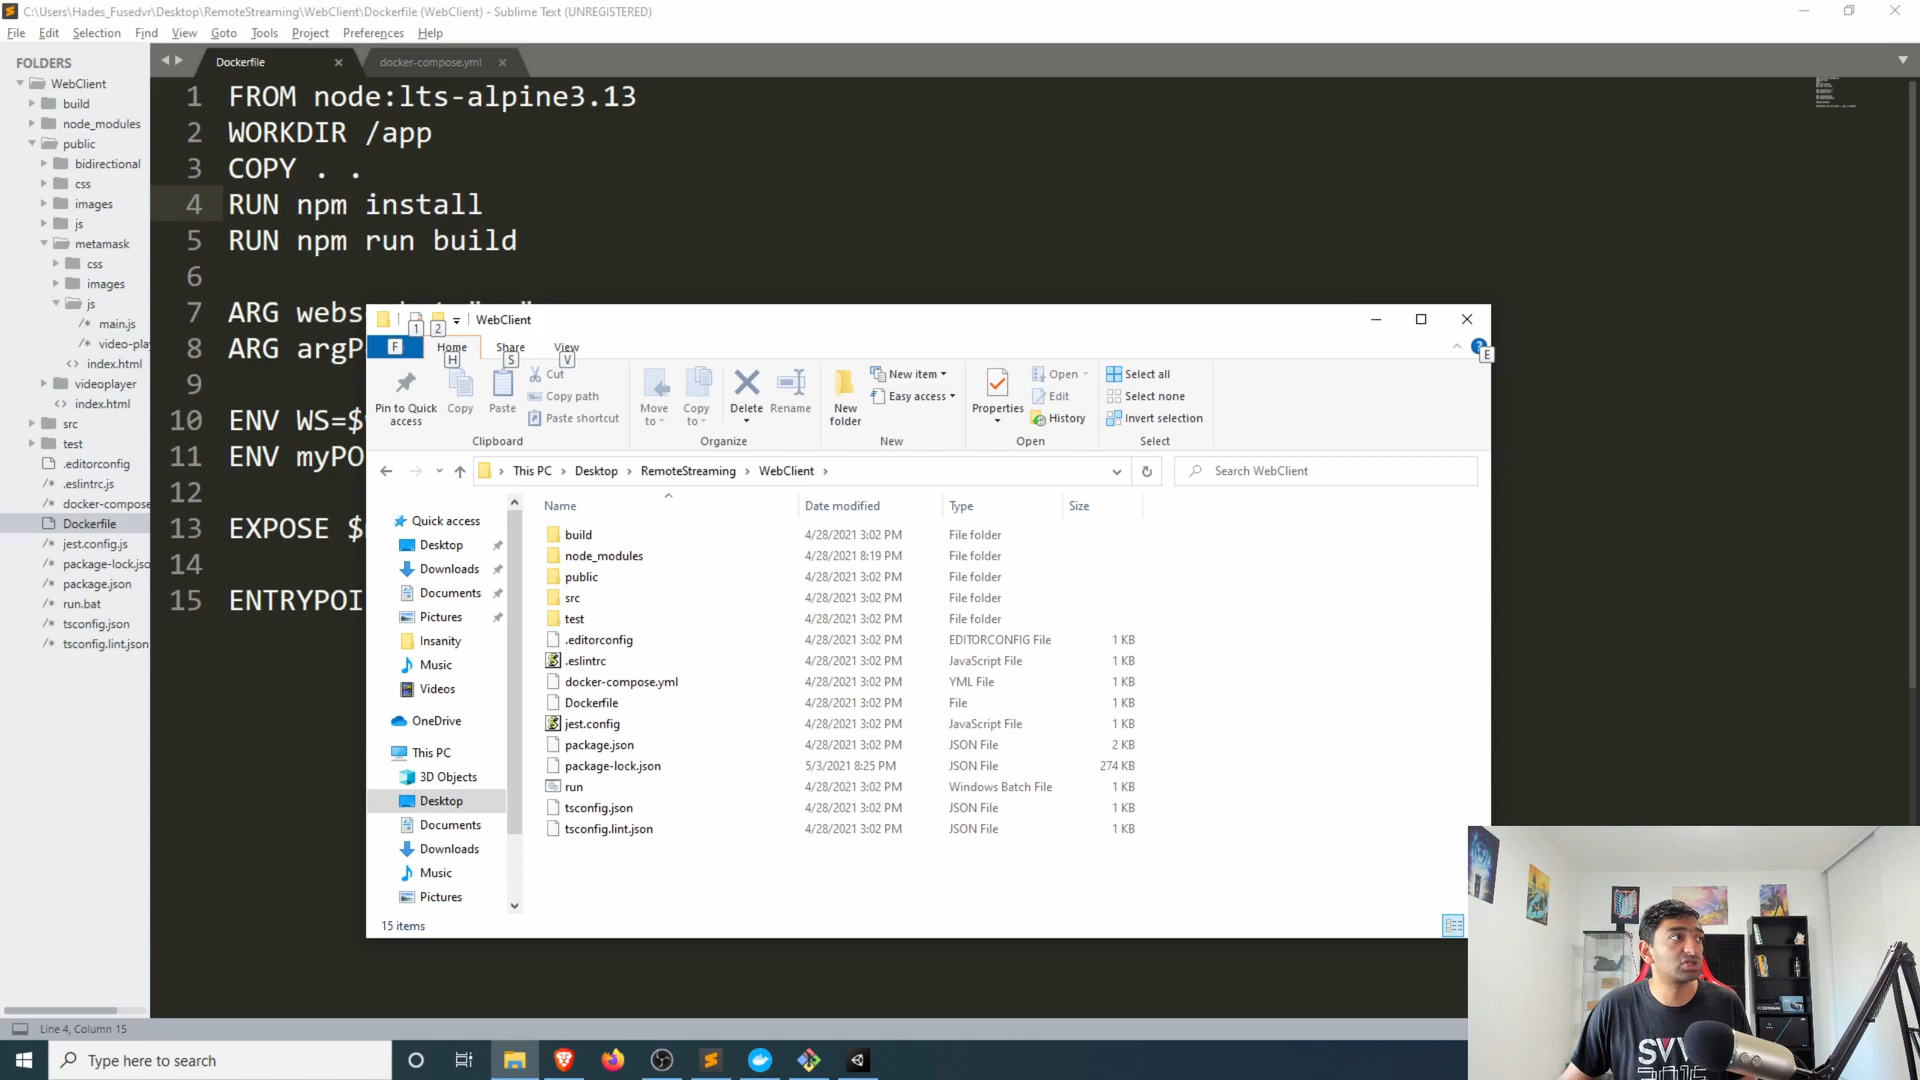 C:\Users\Hades_Fusedvr\Desktop\RemoteStreaming\WebClient\Dockerfile (WebClient) - Sublime Text (UNREGISTERED)
File Edit Selection Find View Goto Tools Project Preferences Help
FOLDERS
WebClient
build
node_modules
public
bidirectional
css
images
js
metamask
css
images
js
main.js
video-pla
index.html
videoplayer
index.html
src
test
.editorconfig
.eslintrc.js
docker-compose
Dockerfile
jest.config.js
package-lock.jso
package.json
run.bat
tsconfig.json
tsconfig.lint.json
Dockerfile docker-compose.yml
1 FROM node:lts-alpine3.13
2 WORKDIR /app
3 COPY . .
4 RUN npm install
5 RUN npm run build
6
7 ARG webs
8 ARG argP
9
10 ENV WS=$
11 ENV myPO
12
13 EXPOSE $
14
15 ENTRYPOI
1 2 WebClient
F Home Share View
H S V E
Pin to Quick access
Copy
Paste
Cut
Copy path
Paste shortcut
Clipboard
Move to
Copy to
Delete
Rename
Organize
New folder
New item
Easy access
New
Properties
Open
Edit
History
Open
Select all
Select none
Invert selection
Select
This PC > Desktop > RemoteStreaming > WebClient >
Search WebClient
Quick access
Desktop
Downloads
Documents
Pictures
Insanity
Music
Videos
OneDrive
This PC
3D Objects
Desktop
Documents
Downloads
Music
Pictures
Name Date modified Type Size
build 4/28/2021 3:02 PM File folder
node_modules 4/28/2021 8:19 PM File folder
public 4/28/2021 3:02 PM File folder
src 4/28/2021 3:02 PM File folder
test 4/28/2021 3:02 PM File folder
.editorconfig 4/28/2021 3:02 PM EDITORCONFIG File 1 KB
.eslintrc 4/28/2021 3:02 PM JavaScript File 1 KB
docker-compose.yml 4/28/2021 3:02 PM YML File 1 KB
Dockerfile 4/28/2021 3:02 PM File 1 KB
jest.config 4/28/2021 3:02 PM JavaScript File 1 KB
package.json 4/28/2021 3:02 PM JSON File 2 KB
package-lock.json 5/3/2021 8:25 PM JSON File 274 KB
run 4/28/2021 3:02 PM Windows Batch File 1 KB
tsconfig.json 4/28/2021 3:02 PM JSON File 1 KB
tsconfig.lint.json 4/28/2021 3:02 PM JSON File 1 KB
15 items
Line 4, Column 15
Type here to search